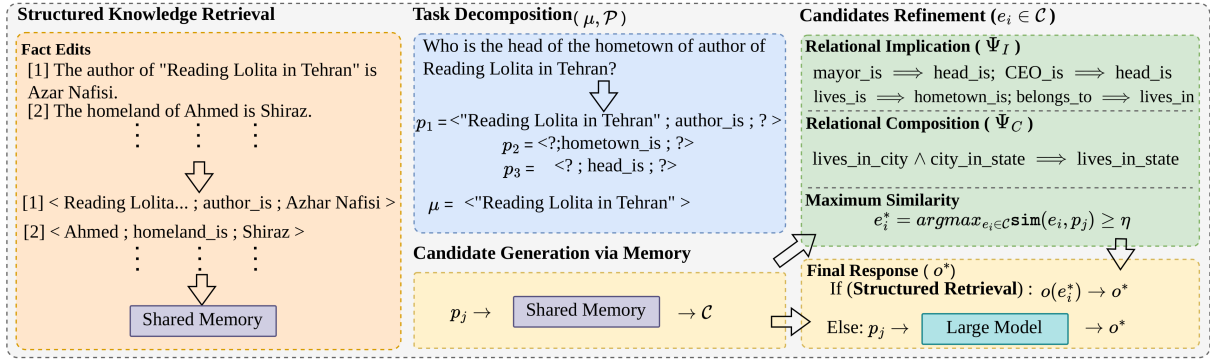 Structured Knowledge Retrieval
Fact Edits
[1] The author of "Reading Lolita in Tehran" is
Azar Nafisi.
[2] The homeland of Ahmed is Shiraz.
[1] < Reading Lolita... ; author_is ; Azhar Nafisi >
[2] < Ahmed ; homeland_is ; Shiraz >
Shared Memory
Task Decomposition( μ, 𝒫 )
Who is the head of the hometown of author of
Reading Lolita in Tehran?
p₁ = <"Reading Lolita in Tehran" ; author_is ; ? >
p₂ = <?;hometown_is ; ?>
p₃ = <? ; head_is ; ?>
μ = <"Reading Lolita in Tehran" >
Candidate Generation via Memory
pⱼ → Shared Memory → 𝒞
Candidates Refinement (eᵢ ∈ 𝒞)
Relational Implication ( Ψ_I )
mayor_is ⟹ head_is; CEO_is ⟹ head_is
lives_is ⟹ hometown_is; belongs_to ⟹ lives_in
Relational Composition ( Ψ_C )
lives_in_city ∧ city_in_state ⟹ lives_in_state
Maximum Similarity
e*ᵢ = argmax_{eᵢ∈𝒞} sim(eᵢ, pⱼ) ≥ η
Final Response ( o*)
If (Structured Retrieval) : o(e*ᵢ) → o*
Else: pⱼ → Large Model → o*